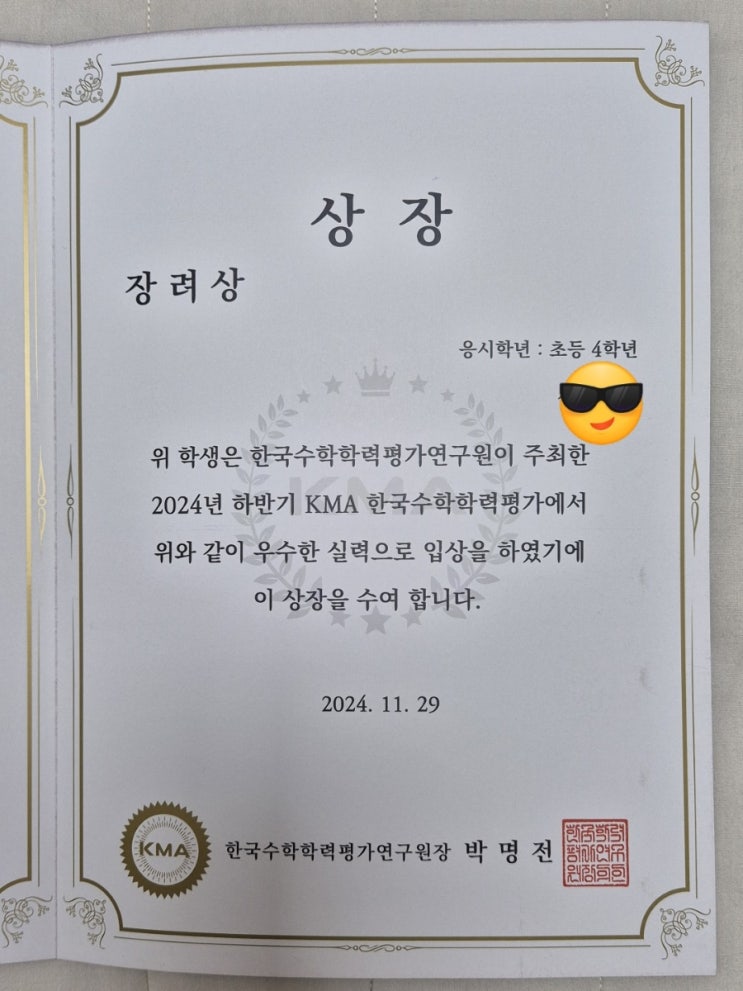 상 장
장 려 상
응시학년 : 초등 4학년
위 학생은 한국수학학력평가연구원이 주최한
2024년 하반기 KMA 한국수학학력평가에서
위와 같이 우수한 실력으로 입상을 하였기에
이 상장을 수여 합니다.
KMA
2024. 11. 29
KMA
한국수학학력평가연구원장 박 명 전